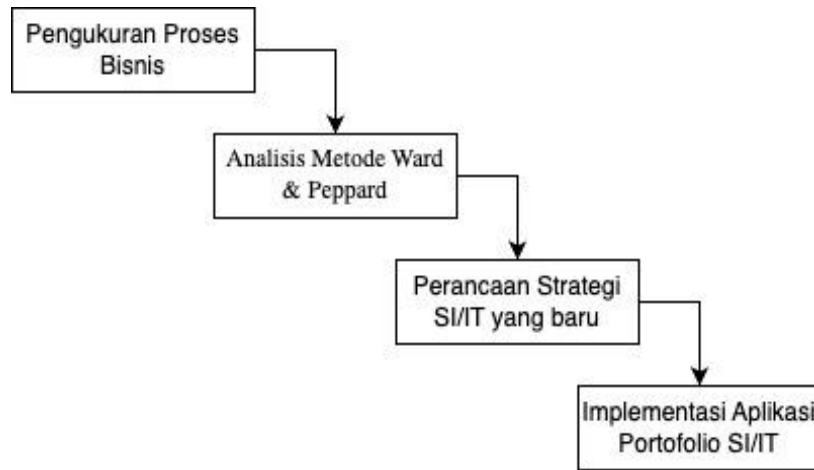 Pengukuran Proses
Bisnis
Analisis Metode Ward
& Peppard
Perancaan Strategi
SI/IT yang baru
Implementasi Aplikasi
Portofolio SI/IT